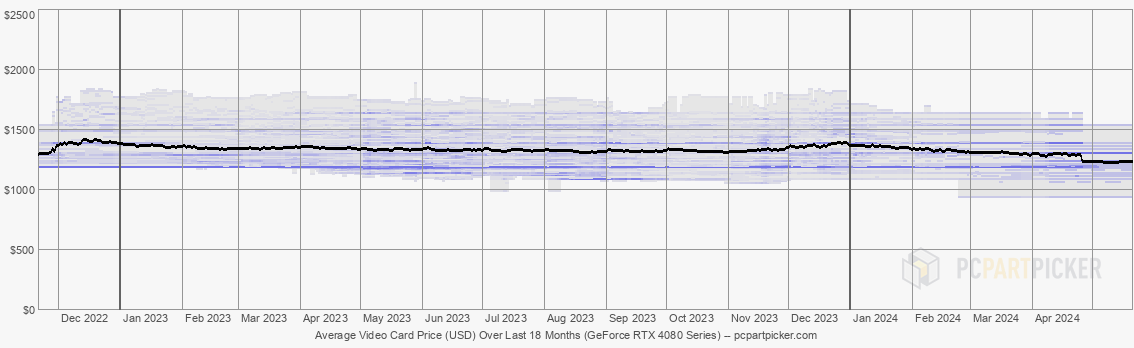 $2500
$2000
$1500
$1000
$500
$0
PCPARTPICKER
Dec 2022 Jan 2023 Feb 2023 Mar 2023 Apr 2023 May 2023 Jun 2023 Jul 2023 Aug 2023 Sep 2023 Oct 2023 Nov 2023 Dec 2023 Jan 2024 Feb 2024 Mar 2024 Apr 2024
Average Video Card Price (USD) Over Last 18 Months (GeForce RTX 4080 Series) -- pcpartpicker.com